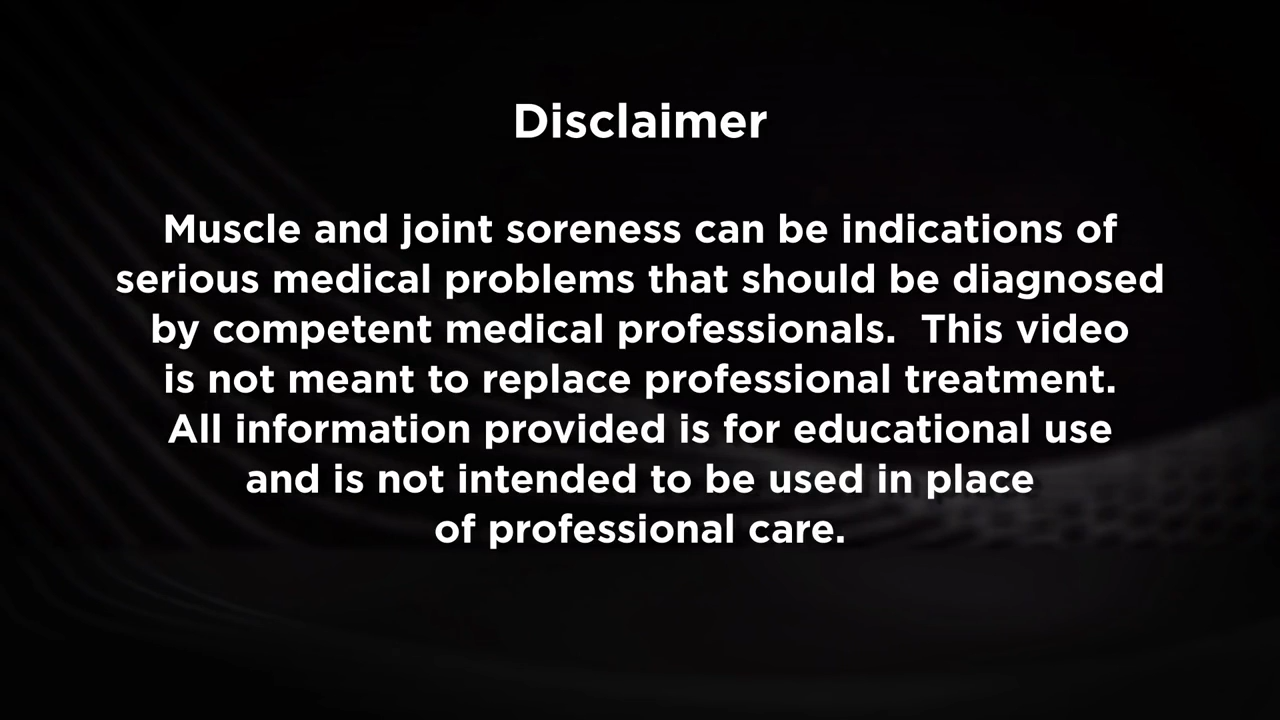 Disclaimer
Muscle and joint soreness can be indications of
serious medical problems that should be diagnosed
by competent medical professionals.  This video
is not meant to replace professional treatment.
All information provided is for educational use
and is not intended to be used in place
of professional care.